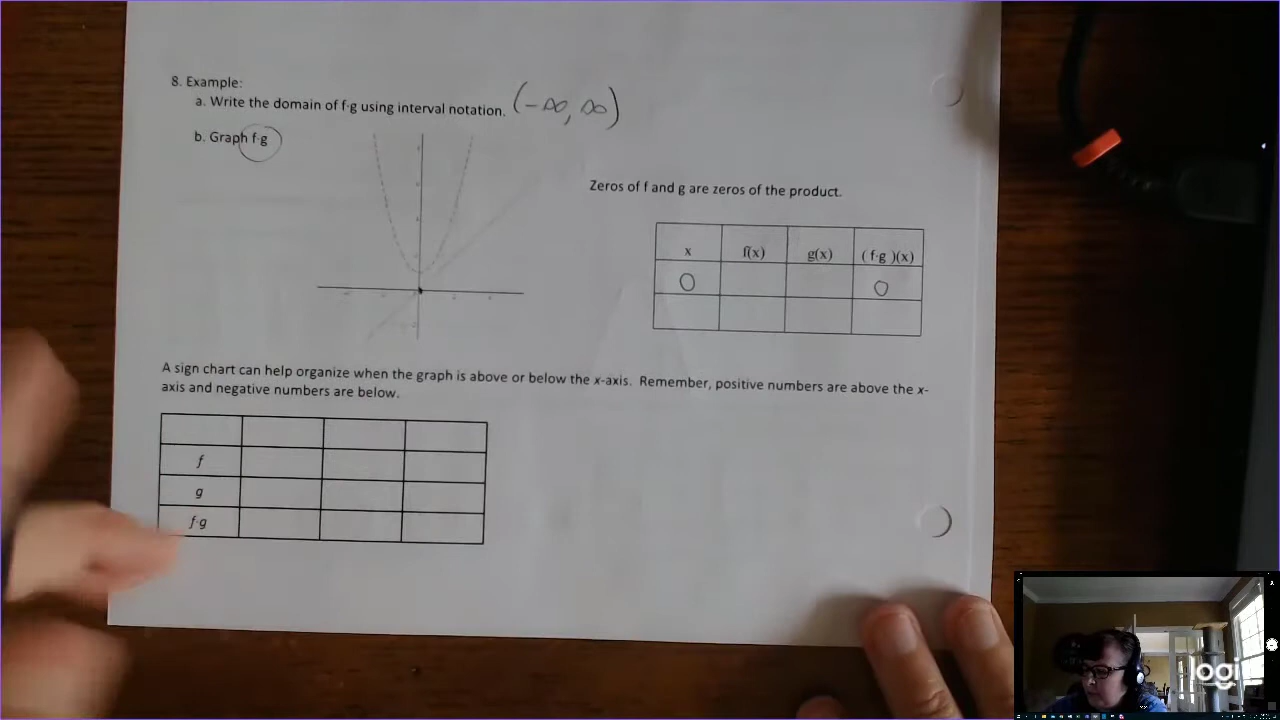 8. Example:
a. Write the domain of f·g using interval notation. (-∞, ∞)
b. Graph f·g
Zeros of f and g are zeros of the product.
x f(x) g(x) (f·g)(x)
0 0
A sign chart can help organize when the graph is above or below the x-axis. Remember, positive numbers are above the x-
axis and negative numbers are below.
f
g
f·g
logi